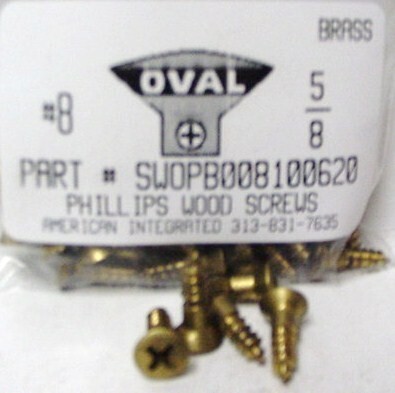 BRASS
OVAL
#8
5
8
PART # SWOPB008100620
PHILLIPS WOOD SCREWS
AMERICAN INTEGRATED 313-831-7635